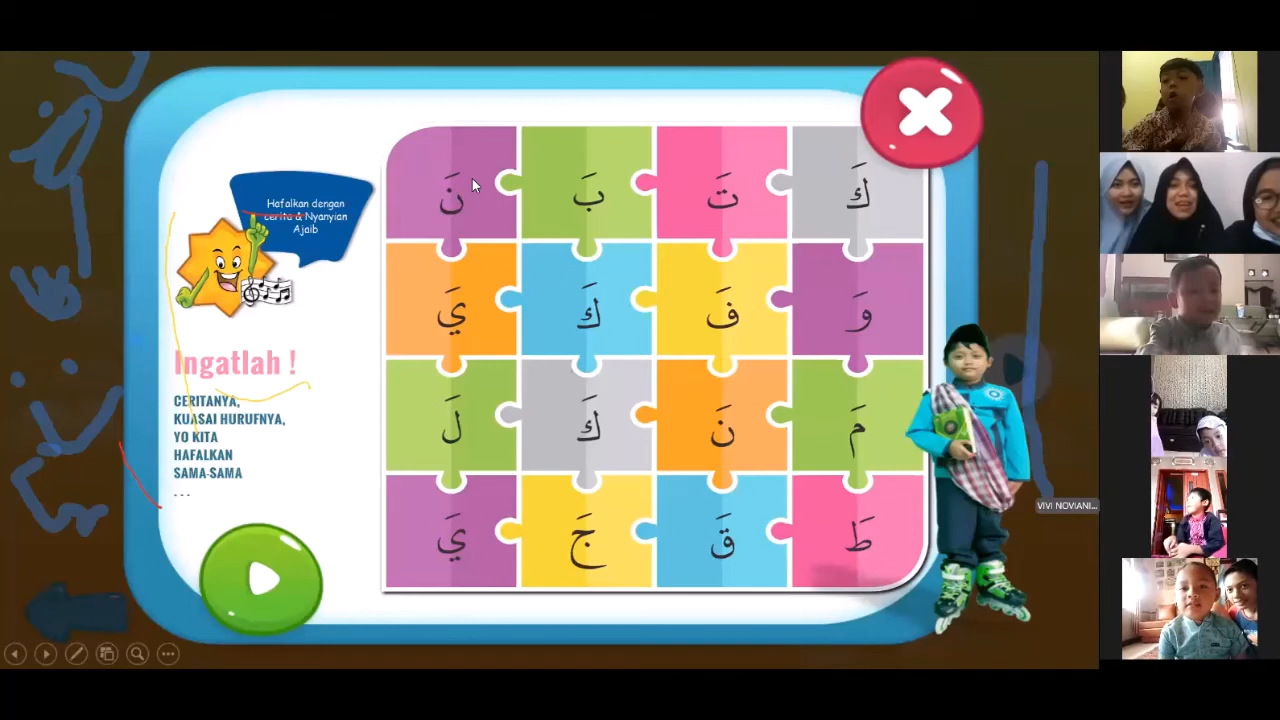 Hafalkan dengan
cerita & Nyanyian
Ajaib
Ingatlah !
CERITANYA,
KUASAI HURUFNYA,
YO KITA
HAFALKAN
SAMA-SAMA
. . .
كَ تَ بَ نَ
وَ فَ كَ يَ
مَ نَ كَ لَ
طَ قَ جَ يَ
VIVI NOVIANI...